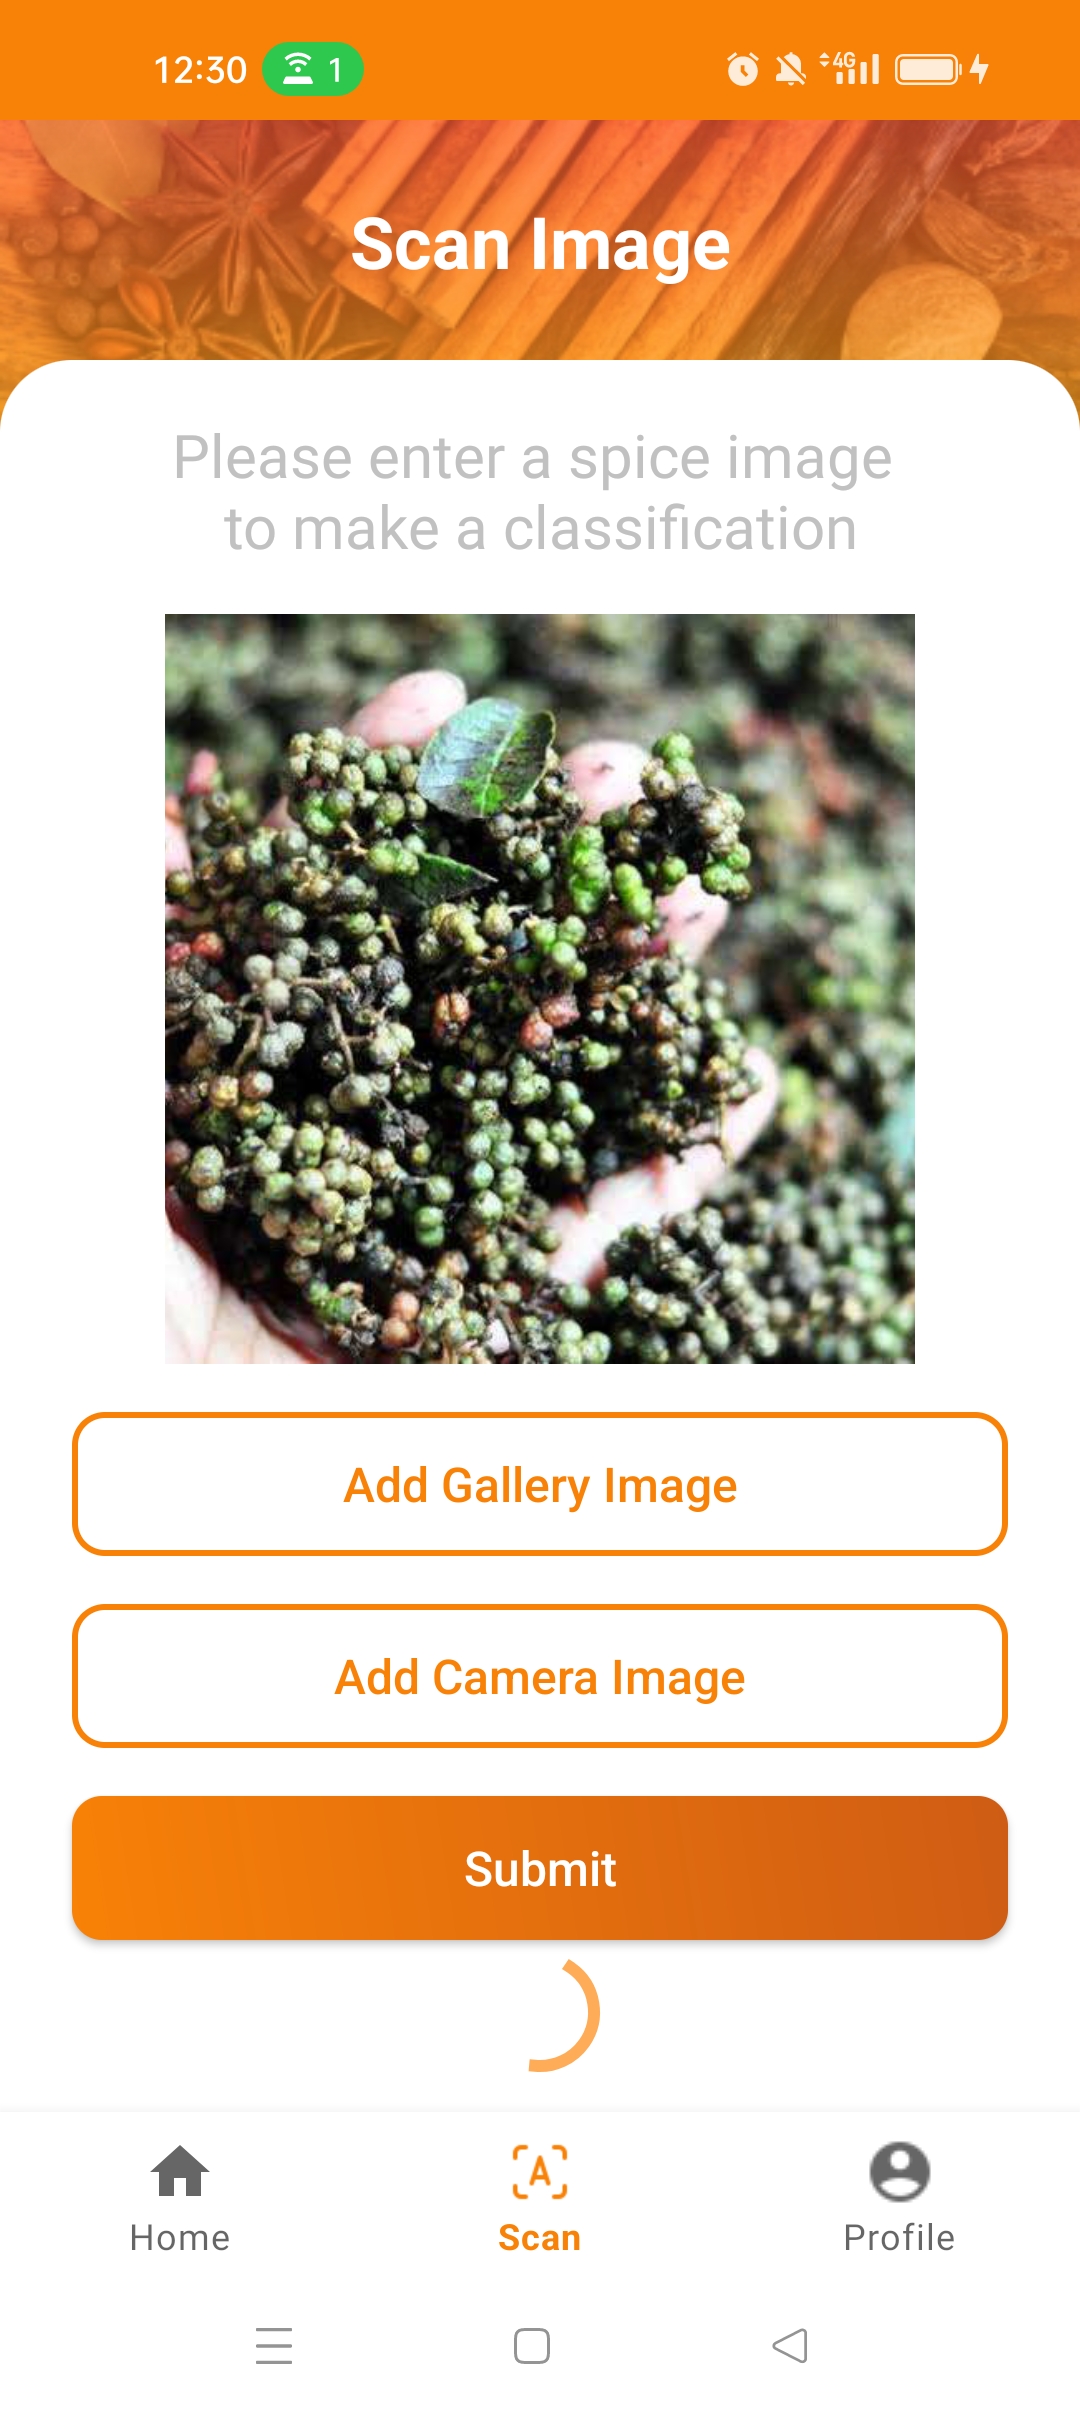 12:30 1 4G
Scan Image
Please enter a spice image
to make a classification
Add Gallery Image
Add Camera Image
Submit
Home Scan Profile